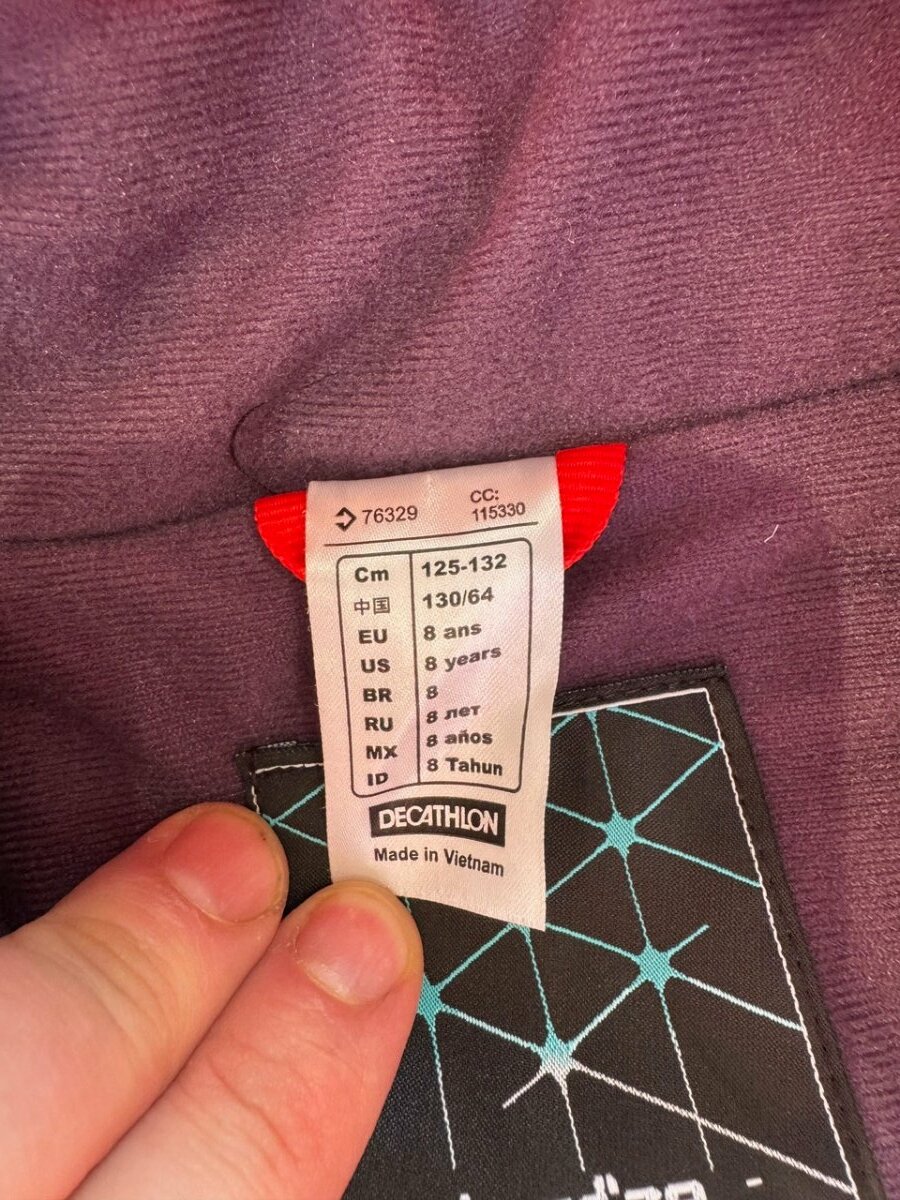 76329
CC:
115330
Cm 125-132
中国 130/64
EU 8 ans
US 8 years
BR 8
RU 8 лет
MX 8 años
ID 8 Tahun
DECATHLON
Made in Vietnam